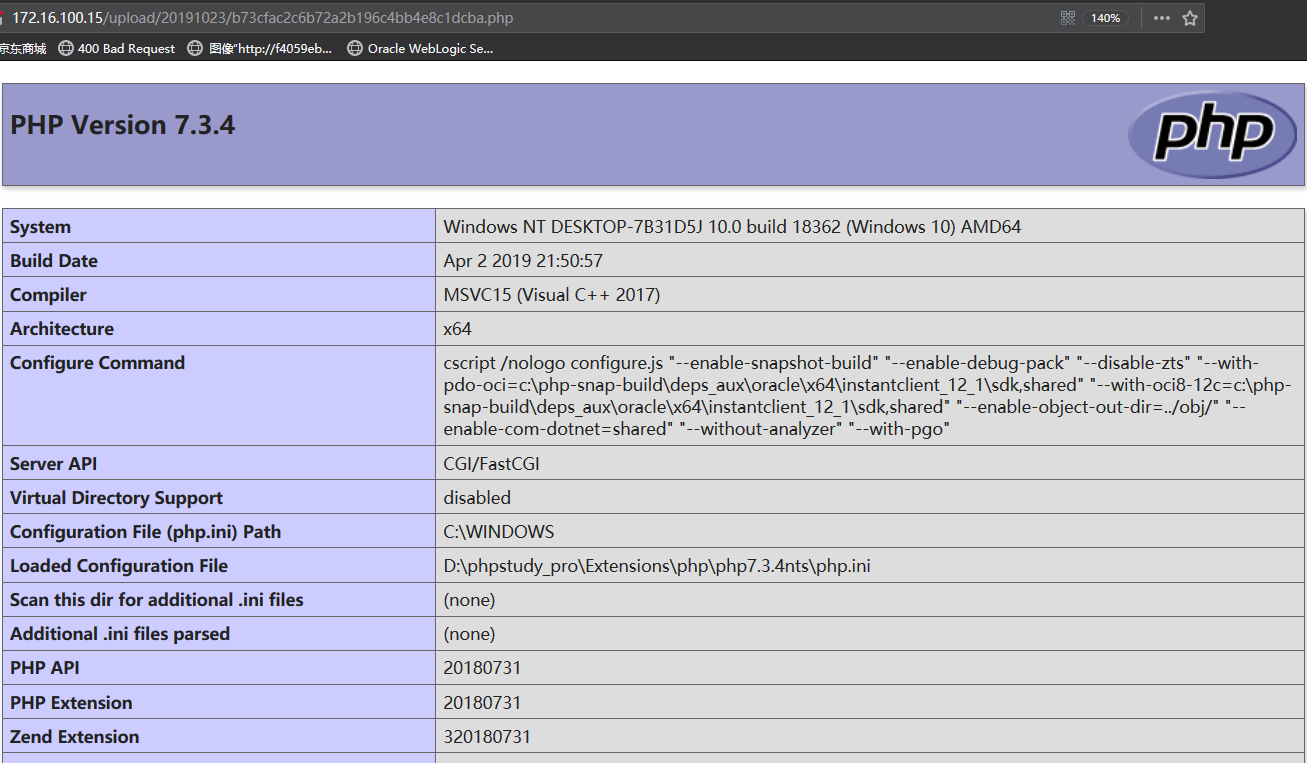 172.16.100.15/upload/20191023/b73cfac2c6b72a2b196c4bb4e8c1dcba.php 140%
京东商城 400 Bad Request 图像"http://f4059eb... Oracle WebLogic Se...
PHP Version 7.3.4
php
System Windows NT DESKTOP-7B31D5J 10.0 build 18362 (Windows 10) AMD64
Build Date Apr 2 2019 21:50:57
Compiler MSVC15 (Visual C++ 2017)
Architecture x64
Configure Command cscript /nologo configure.js "--enable-snapshot-build" "--enable-debug-pack" "--disable-zts" "--with-
pdo-oci=c:\php-snap-build\deps_aux\oracle\x64\instantclient_12_1\sdk,shared" "--with-oci8-12c=c:\php-
snap-build\deps_aux\oracle\x64\instantclient_12_1\sdk,shared" "--enable-object-out-dir=../obj/" "--
enable-com-dotnet=shared" "--without-analyzer" "--with-pgo"
Server API CGI/FastCGI
Virtual Directory Support disabled
Configuration File (php.ini) Path C:\WINDOWS
Loaded Configuration File D:\phpstudy_pro\Extensions\php\php7.3.4nts\php.ini
Scan this dir for additional .ini files (none)
Additional .ini files parsed (none)
PHP API 20180731
PHP Extension 20180731
Zend Extension 320180731